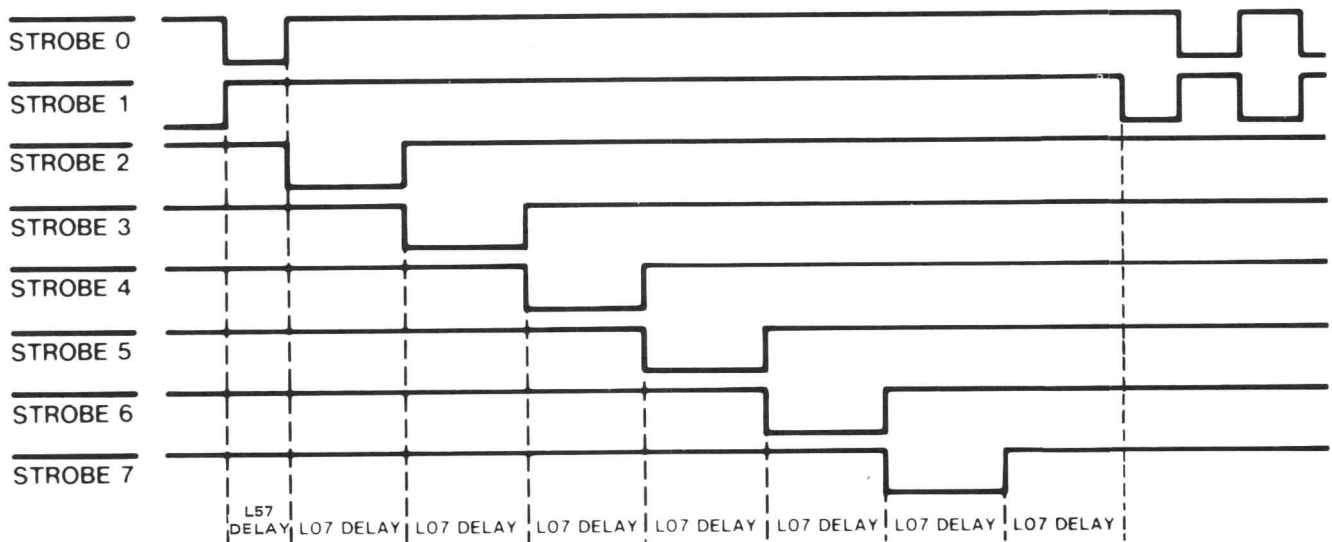 STROBE 0
STROBE 1
STROBE 2
STROBE 3
STROBE 4
STROBE 5
STROBE 6
STROBE 7
L57
DELAY
L07 DELAY
L07 DELAY
L07 DELAY
L07 DELAY
L07 DELAY
L07 DELAY
L07 DELAY